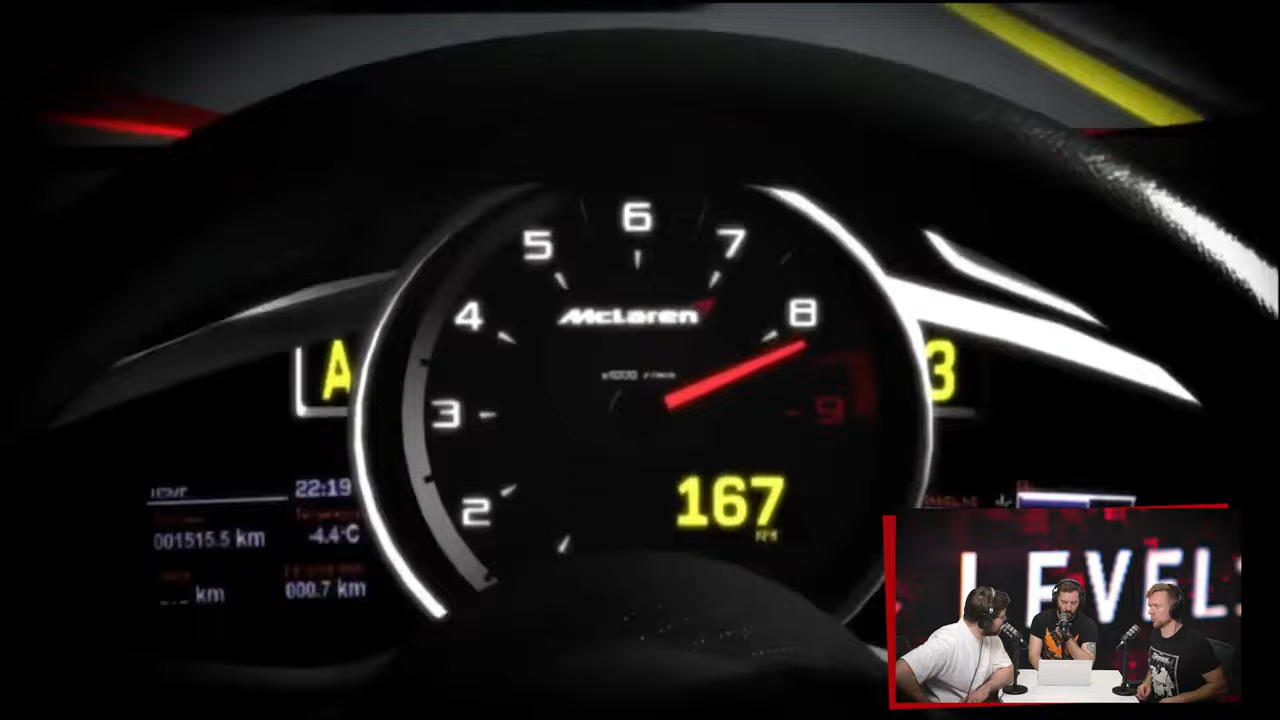 6
5
7
4
8
McLaren
x1000
A
3
3
9
2
22:19
001515.5 km
-4.4°C
km
000.7 km
167
LEVEL